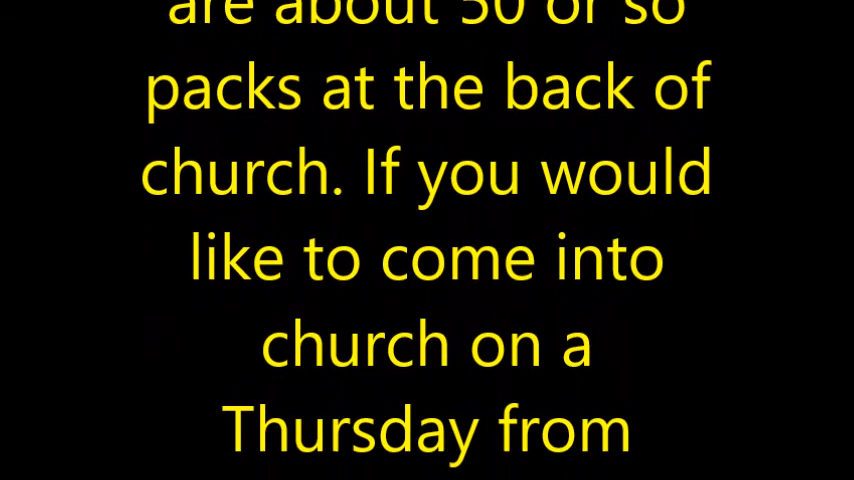 are about 50 or so
packs at the back of
church. If you would
like to come into
church on a
Thursday from